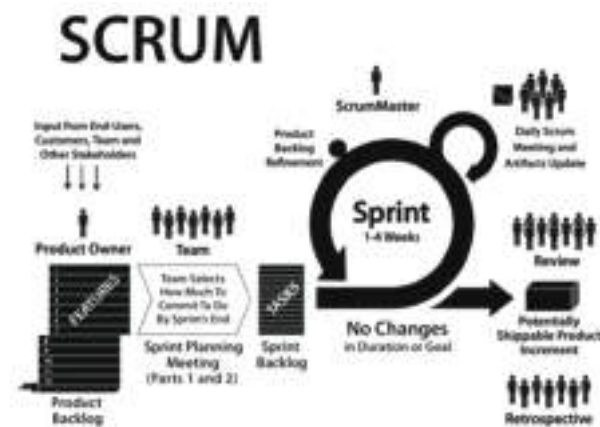 SCRUM
ScrumMaster
Input from End-Users,
Customers, Team and
Other Stakeholders
Product
Backlog
Refinement
Daily Scrum
Meeting and
Artifacts Update
Product Owner
Team
Sprint
1-4 Weeks
Review
FEATURES
Team Selects
How Much To
Commit To Do
By Sprint's End
TASKS
Sprint Planning
Meeting
(Parts 1 and 2)
Sprint
Backlog
No Changes
in Duration or Goal
Potentially
Shippable Product
Increment
Product
Backlog
Retrospective